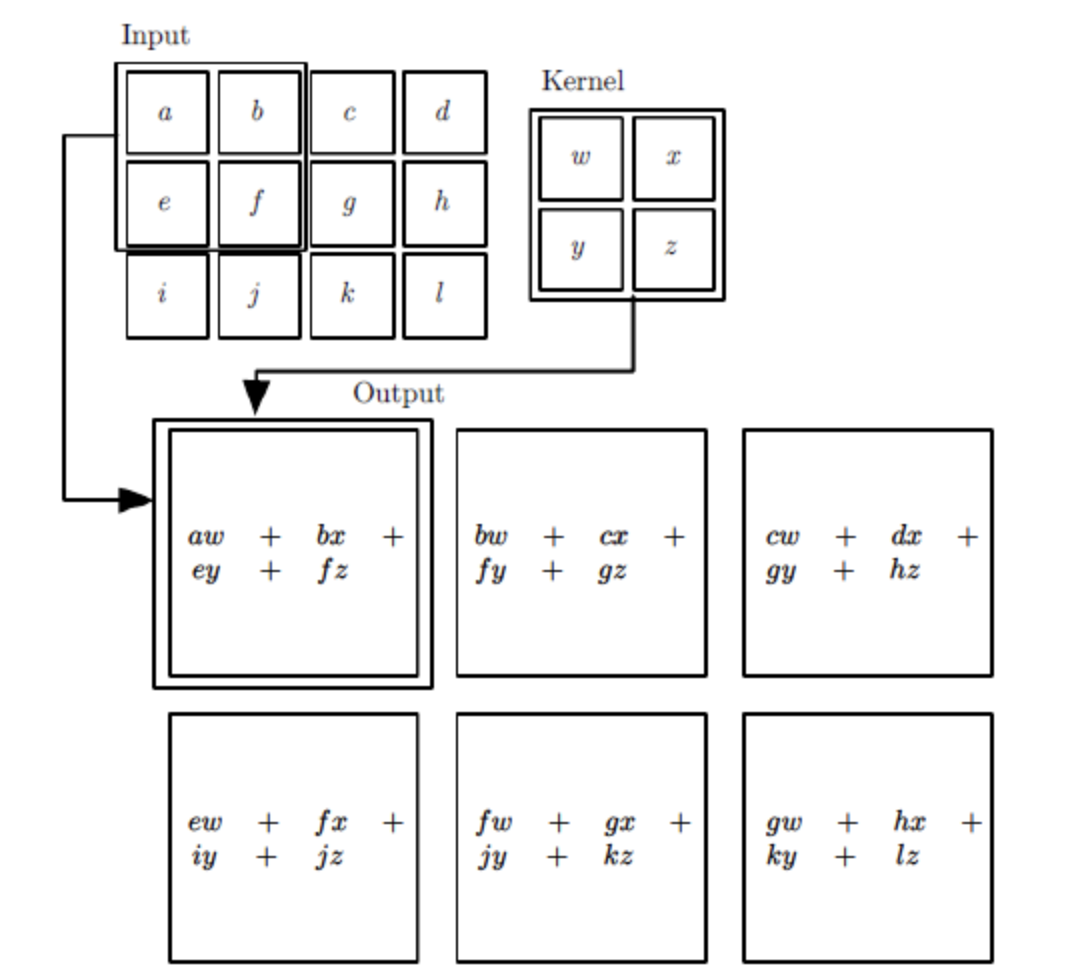 Input
Kernel
a b c d
w x
e f g h
y z
i j k l
Output
aw + bx +
ey + fz
bw + cx +
fy + gz
cw + dx +
gy + hz
ew + fx +
iy + jz
fw + gx +
jy + kz
gw + hx +
ky + lz